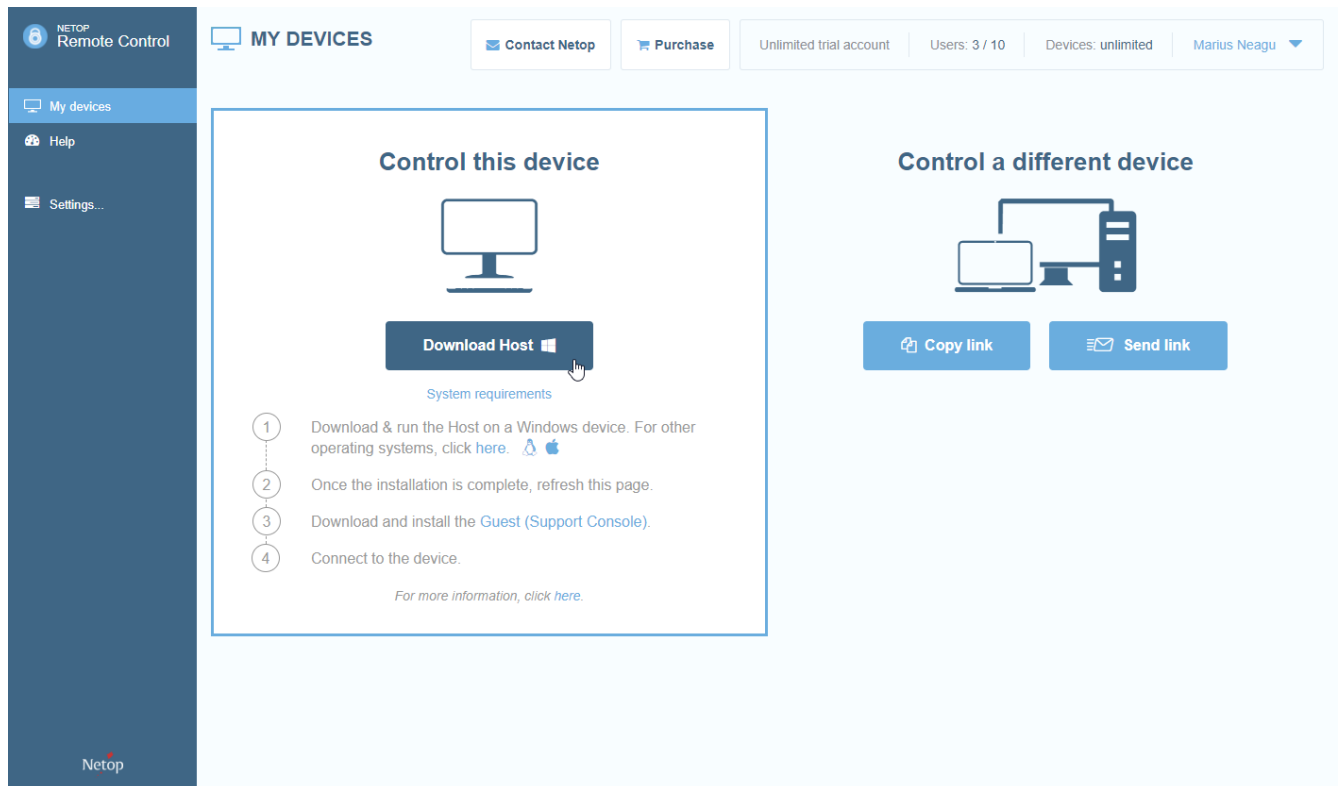 NETOP
Remote Control
MY DEVICES
Contact Netop
Purchase
Unlimited trial account
Users: 3 / 10
Devices: unlimited
Marius Neagu
My devices
Help
Settings...
Control this device
Download Host
System requirements
1 Download & run the Host on a Windows device. For other
operating systems, click here.
2 Once the installation is complete, refresh this page.
3 Download and install the Guest (Support Console).
4 Connect to the device.
For more information, click here.
Control a different device
Copy link
Send link
Netop